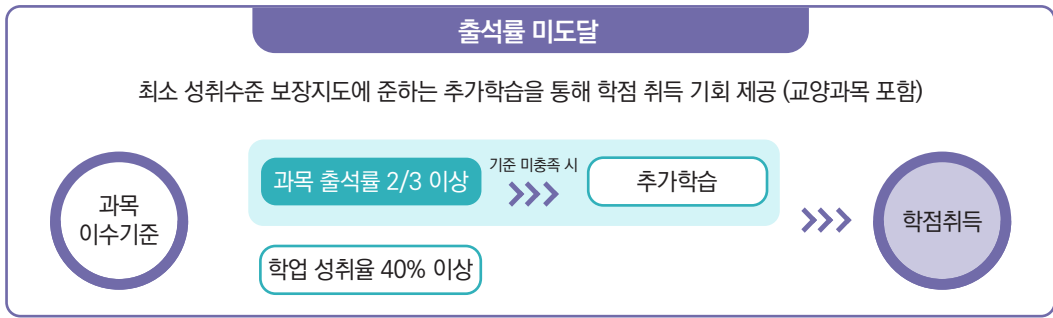 출석률 미도달
최소 성취수준 보장지도에 준하는 추가학습을 통해 학점 취득 기회 제공 (교양과목 포함)
과목
이수기준
과목 출석률 2/3 이상
기준 미충족 시
추가학습
학업 성취율 40% 이상
학점취득